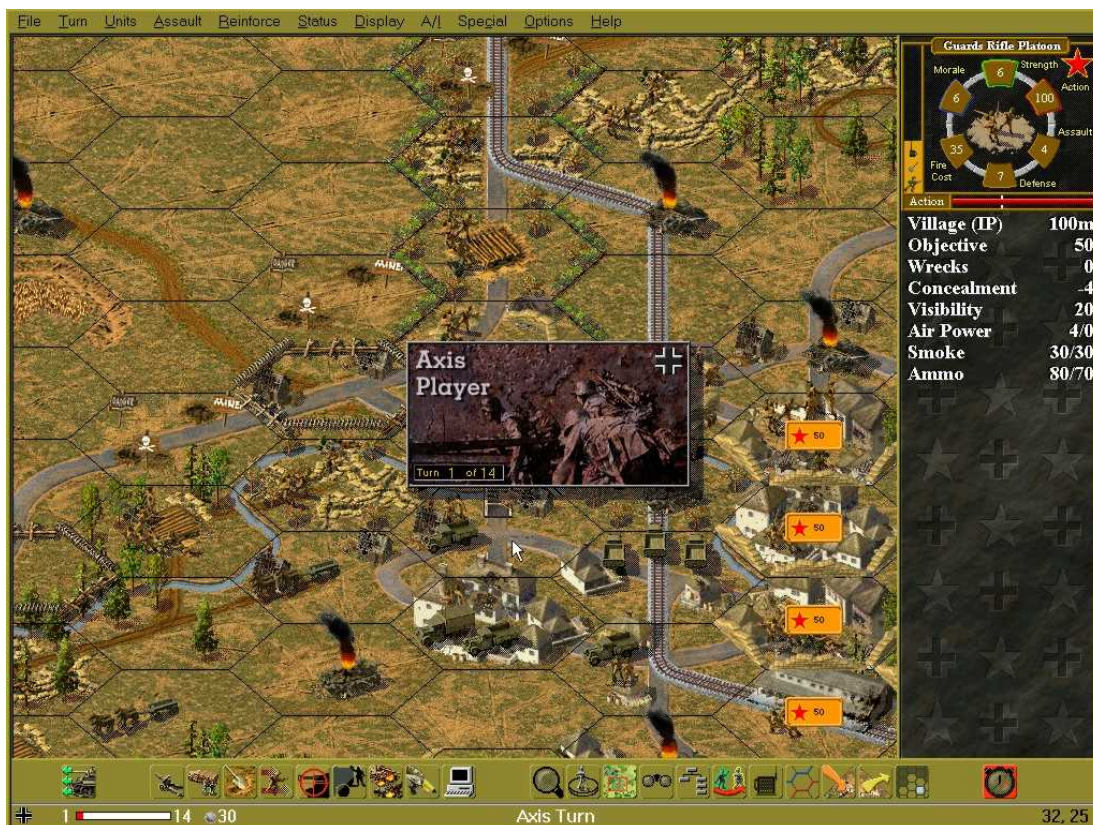 File Turn Units Assault Reinforce Status Display A/I Special Options Help
Guards Rifle Platoon
Morale
6
Strength
6
Action
100
Assault
4
Defense
7
Fire
Cost
35
Action
Village (IP) 100m
Objective 50
Wrecks 0
Concealment -4
Visibility 20
Air Power 4/0
Smoke 30/30
Ammo 80/70
DANGER MINE
DANGER MINE
Axis
Player
Turn 1 of 14
50
50
50
50
1 14 30 Axis Turn 32, 25